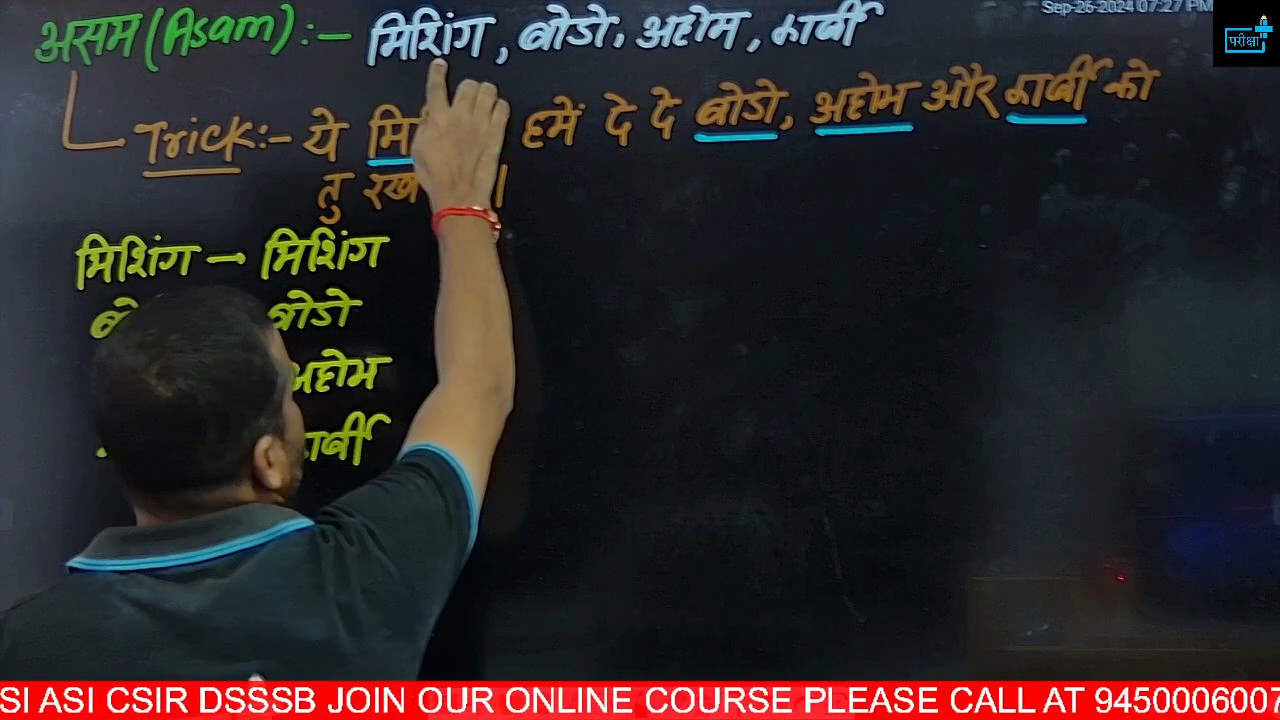 Sep-26-2024 07:27 PM
परीक्षा
असम (Asam) :- मिशिंग, बोडो, अहोम, कार्बी
Trick:- ये हमें दे दे बोडो, अहोम और कार्बी को
तु
मिशिंग → मिशिंग
बोडो
अहोम
कार्बी
SI ASI CSIR DSSSB JOIN OUR ONLINE COURSE PLEASE CALL AT 9450006007